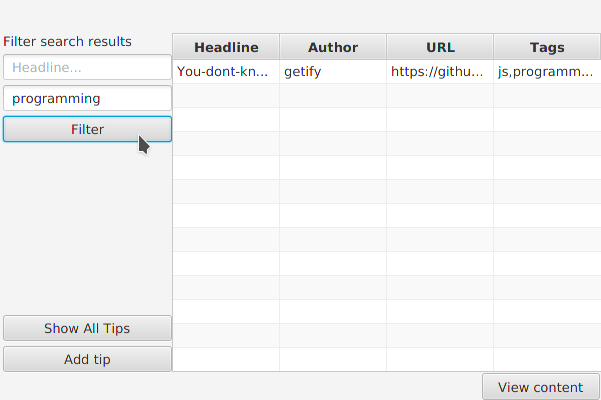 Filter search results
Headline...
programming
Filter
Show All Tips
Add tip
Headline Author URL Tags
You-dont-kn... getify https://githu... js,programm...
View content